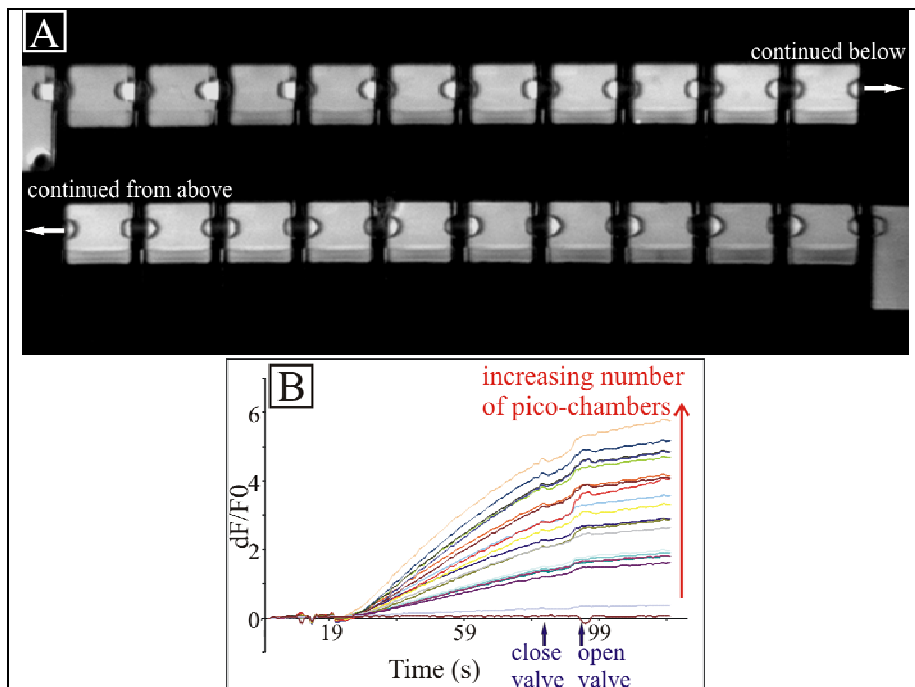 A
continued below
continued from above
B
increasing number
of pico-chambers
6
4
2
0
dF/F0
19
59
99
Time (s)
close
valve
open
valve